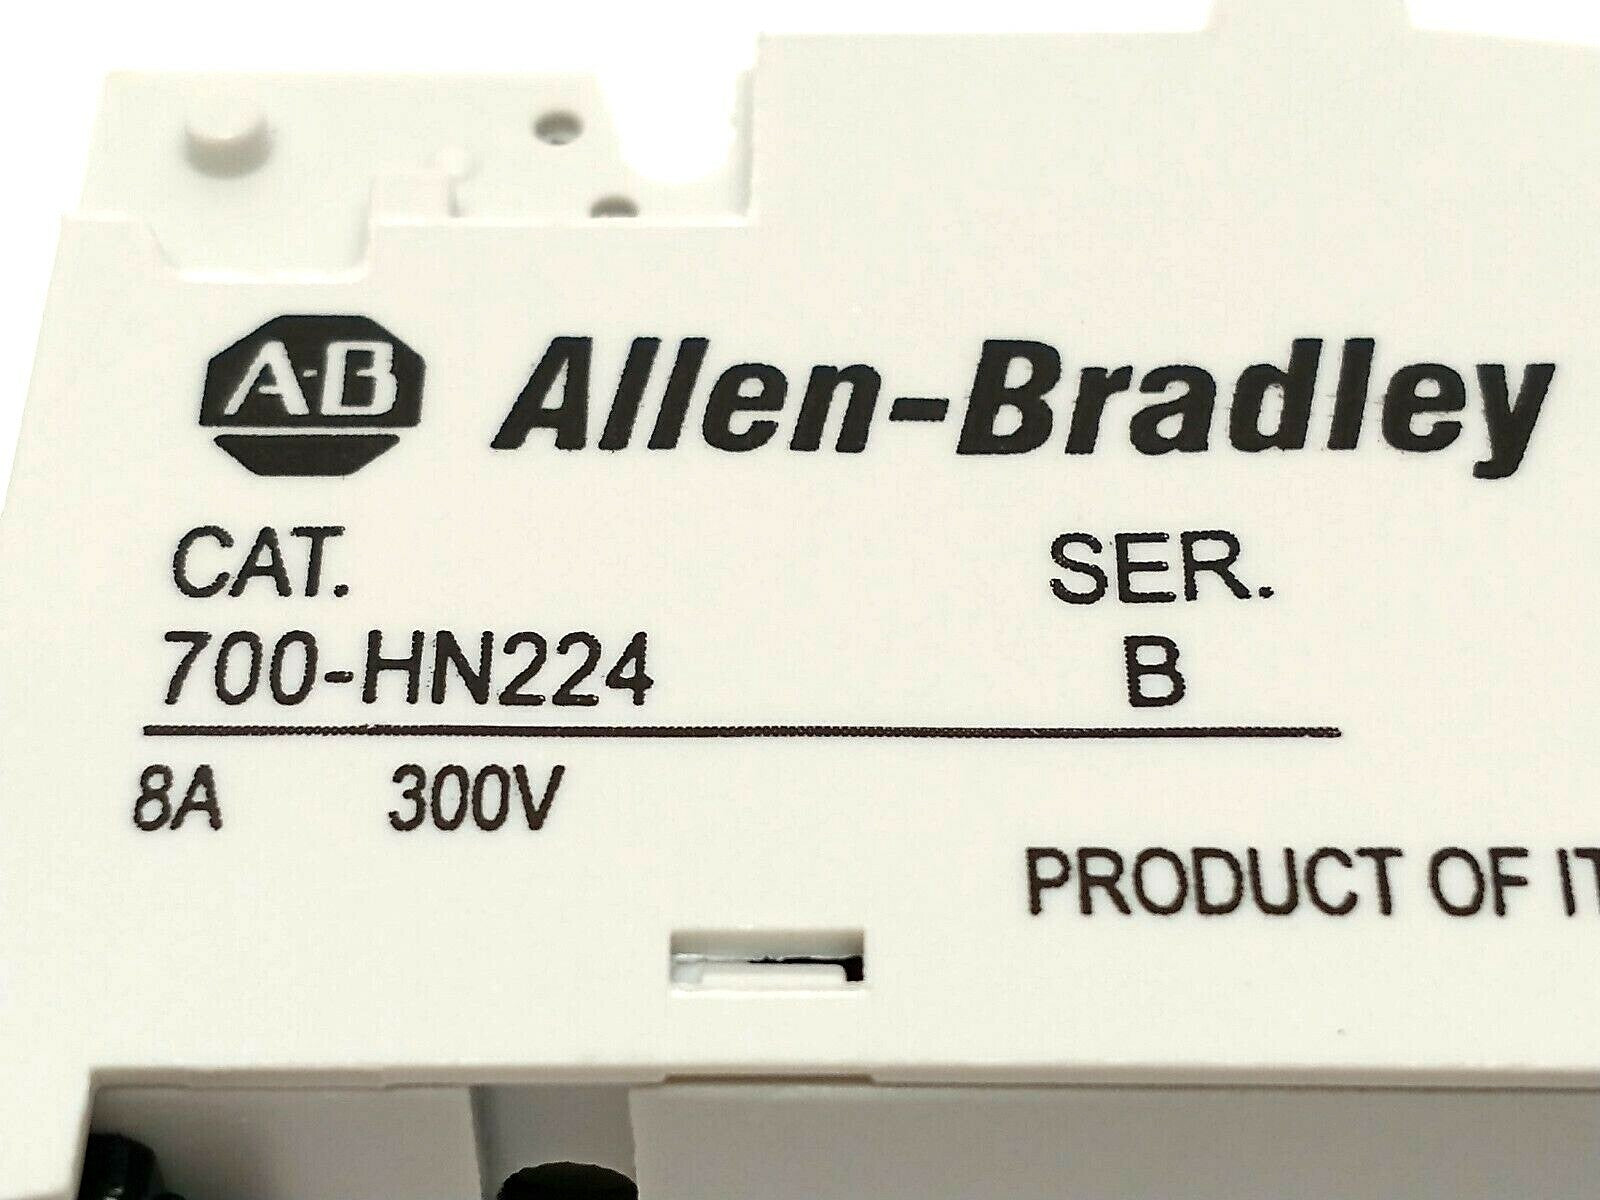 A-B Allen-Bradley
CAT. SER.
700-HN224 B
8A 300V
PRODUCT OF